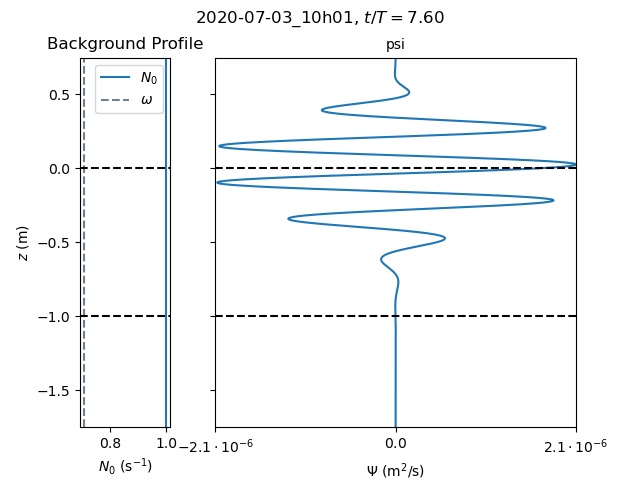 2020-07-03_10h01, t/T = 7.60
Background Profile
psi
N₀
ω
0.5
0.0
−0.5
−1.0
−1.5
z (m)
0.8
1.0
N₀ (s⁻¹)
−2.1 · 10⁻⁶
0.0
2.1 · 10⁻⁶
Ψ (m²/s)